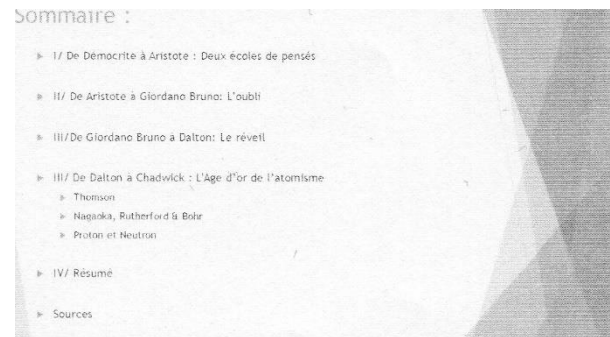 Sommaire :
I/ De Démocrite à Aristote : Deux écoles de pensés
II/ De Aristote à Giordano Bruno: L'oubli
III/De Giordano Bruno à Dalton: Le réveil
III/ De Dalton à Chadwick : L'Age d'or de l'atomisme
Thomson
Nagaoka, Rutherford & Bohr
Proton et Neutron
IV/ Résumé
Sources